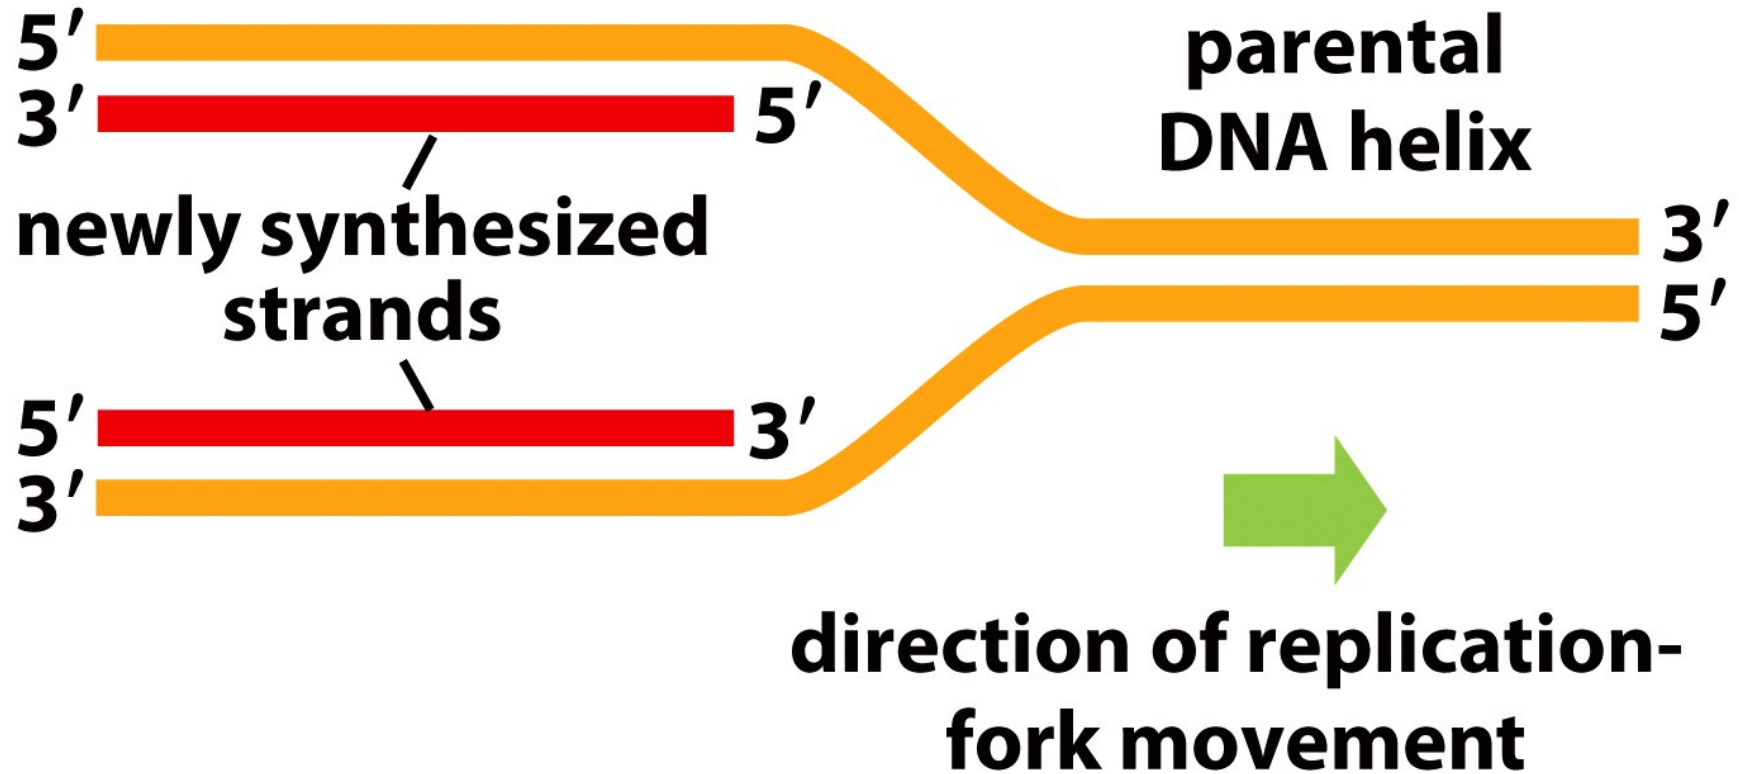 5′
3′
5′
parental
DNA helix
newly synthesized
strands
3′
5′
5′
3′
3′
direction of replication-
fork movement